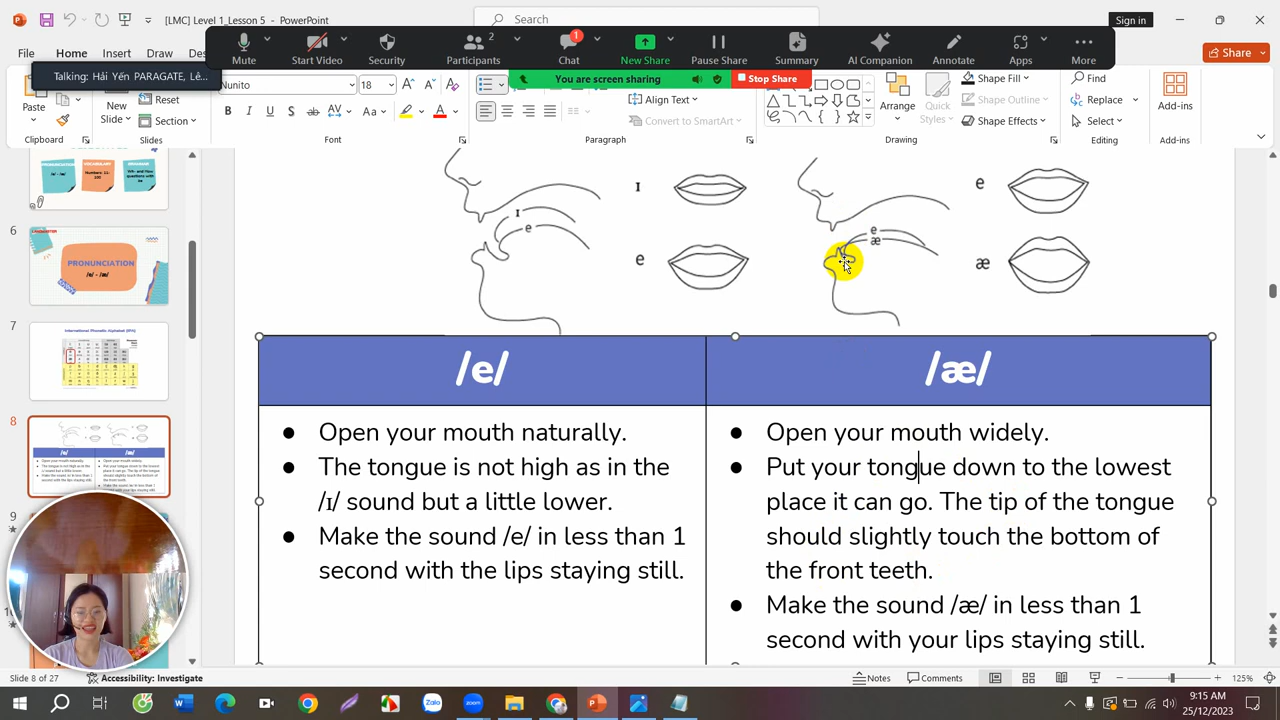 [LMC] Level 1_Lesson 5 - PowerPoint
Search
Sign in
File
Home
Insert
Draw
Des
Share
Mute
Start Video
Security
Participants
2
Chat
1
New Share
Pause Share
Summary
AI Companion
Annotate
Apps
More
Talking: Hải Yến PARAGATE, Lê...
You are screen sharing
Stop Share
Paste
New
Slide
Reset
Section
Nunito
18
Align Text
Convert to SmartArt
Arrange
Quick
Styles
Shape Fill
Shape Outline
Shape Effects
Find
Replace
Select
Add-ins
Clipboard
Slides
Font
Paragraph
Drawing
Editing
Add-ins
PRONUNCIATION
VOCABULARY
6
PRONUNCIATION
/e/ - /æ/
7
International Phonetic Alphabet (IPA)
8
9
ɪ
e
ɪ
e
e
æ
e
æ
/e/
/æ/
● Open your mouth naturally.
● The tongue is not high as in the
/ɪ/ sound but a little lower.
● Make the sound /e/ in less than 1
second with the lips staying still.
● Open your mouth widely.
● Put your tongue down to the lowest
place it can go. The tip of the tongue
should slightly touch the bottom of
the front teeth.
● Make the sound /æ/ in less than 1
second with your lips staying still.
Slide 8 of 27
Accessibility: Investigate
Notes
Comments
125%
9:15 AM
25/12/2023